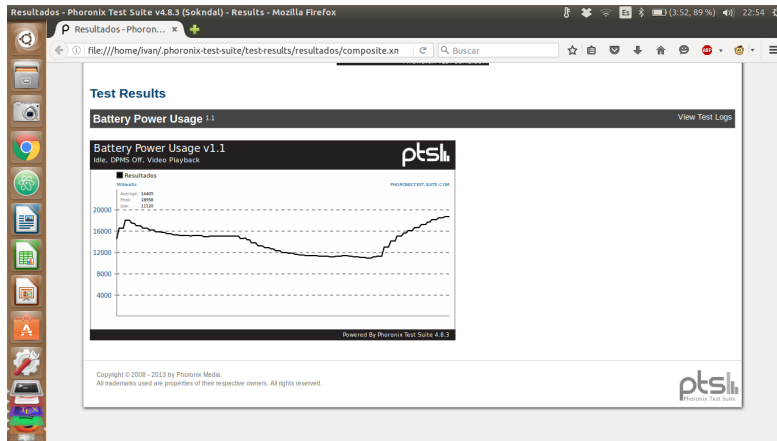 Resultados - Phoronix Test Suite v4.8.3 (Sokndal) - Results - Mozilla Firefox
Es
(3:52, 89 %)
22:54
Resultados - Phoron...
file:///home/ivan/.phoronix-test-suite/test-results/resultados/composite.xn
Buscar
ABP
Test Results
Battery Power Usage 1.1
View Test Logs
Battery Power Usage v1.1
Idle, DPMS Off, Video Playback
ptsl
Resultados
Milliwatts
PHORONIX-TEST-SUITE.COM
Average: 14405
Peak: 18958
Low: 11120
20000
16000
12000
8000
4000
Powered By Phoronix Test Suite 4.8.3
Copyright © 2008 - 2013 by Phoronix Media.
All trademarks used are properties of their respective owners. All rights reserved.
ptsl
Phoronix Test Suite